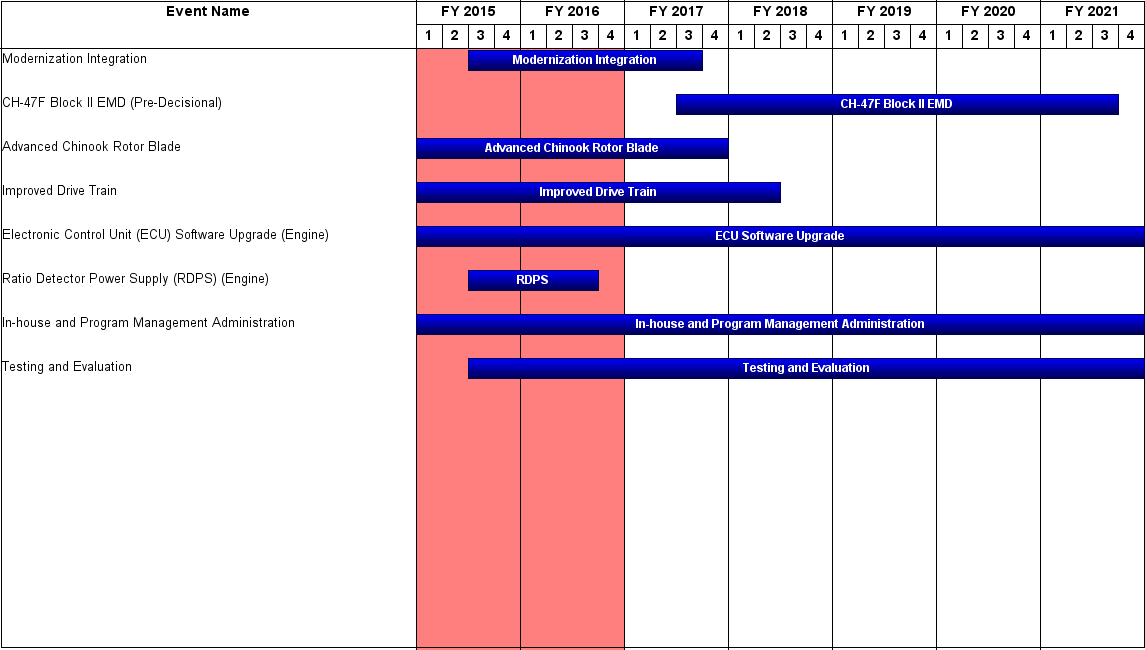 Event Name FY 2015 FY 2016 FY 2017 FY 2018 FY 2019 FY 2020 FY 2021
1 2 3 4 1 2 3 4 1 2 3 4 1 2 3 4 1 2 3 4 1 2 3 4 1 2 3 4
Modernization Integration Modernization Integration
CH-47F Block II EMD (Pre-Decisional) CH-47F Block II EMD
Advanced Chinook Rotor Blade Advanced Chinook Rotor Blade
Improved Drive Train Improved Drive Train
Electronic Control Unit (ECU) Software Upgrade (Engine) ECU Software Upgrade
Ratio Detector Power Supply (RDPS) (Engine) RDPS
In-house and Program Management Administration In-house and Program Management Administration
Testing and Evaluation Testing and Evaluation